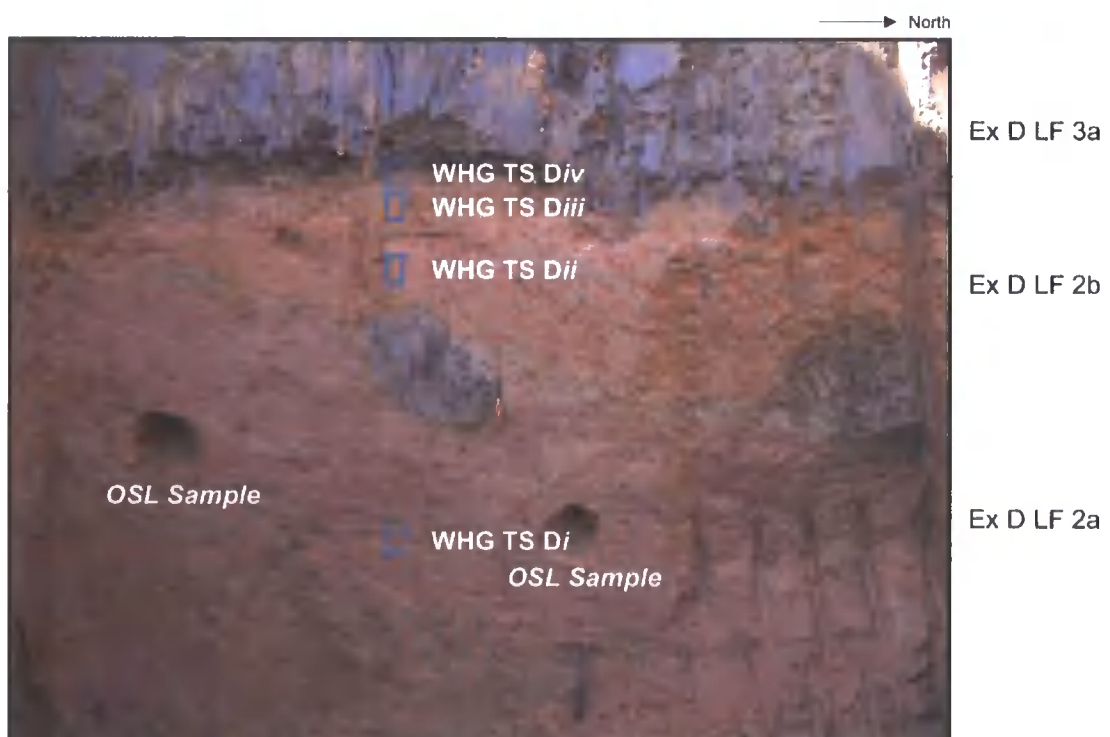 North
Ex D LF 3a
WHG TS Div
WHG TS Diii
WHG TS Dii
Ex D LF 2b
OSL Sample
WHG TS Di
OSL Sample
Ex D LF 2a